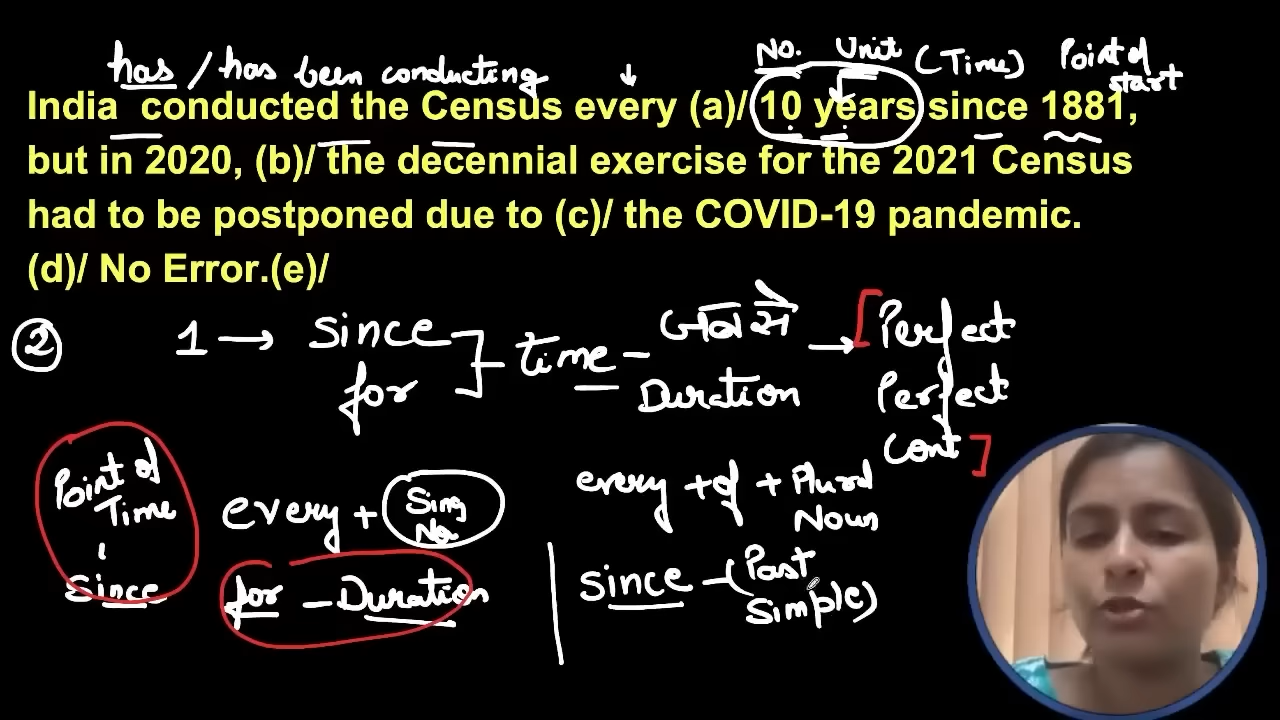 has / has been conducting ↓ No. Unit (Time) Point of start
India conducted the Census every (a)/ 10 years since 1881,
but in 2020, (b)/ the decennial exercise for the 2021 Census
had to be postponed due to (c)/ the COVID-19 pandemic.
(d)/ No Error.(e)/
② 1 → Since ] time - जब से → [Perfect
for Duration Perfect
Cont]
Point of
Time
Since
every + Sing
No
for - Duration
every + of + Plural
Noun
Since - (Past
Simple)